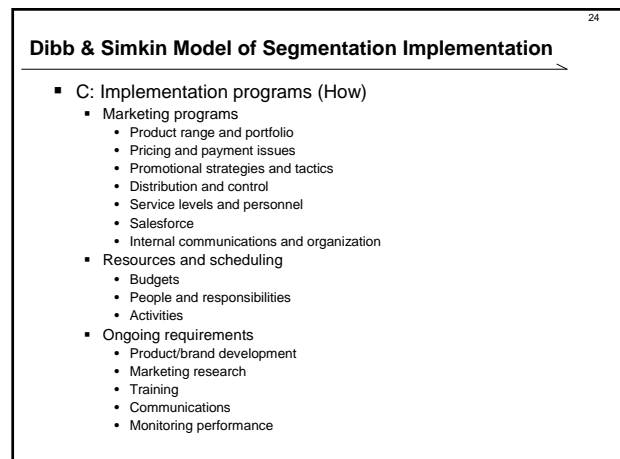 24
Dibb & Simkin Model of Segmentation Implementation
▪ C: Implementation programs (How)
▪ Marketing programs
• Product range and portfolio
• Pricing and payment issues
• Promotional strategies and tactics
• Distribution and control
• Service levels and personnel
• Salesforce
• Internal communications and organization
▪ Resources and scheduling
• Budgets
• People and responsibilities
• Activities
▪ Ongoing requirements
• Product/brand development
• Marketing research
• Training
• Communications
• Monitoring performance